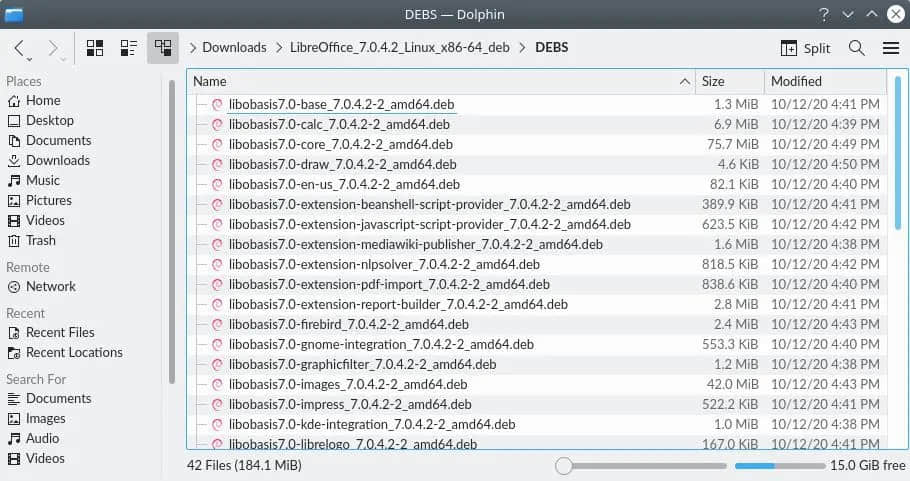 DEBS — Dolphin
Downloads LibreOffice_7.0.4.2_Linux_x86-64_deb DEBS Split
Places
Home
Desktop
Documents
Downloads
Music
Pictures
Videos
Trash
Remote
Network
Recent
Recent Files
Recent Locations
Search For
Documents
Images
Audio
Videos
Name Size Modified
libobasis7.0-base_7.0.4.2-2_amd64.deb 1.3 MiB 10/12/20 4:41 PM
libobasis7.0-calc_7.0.4.2-2_amd64.deb 6.9 MiB 10/12/20 4:39 PM
libobasis7.0-core_7.0.4.2-2_amd64.deb 75.7 MiB 10/12/20 4:49 PM
libobasis7.0-draw_7.0.4.2-2_amd64.deb 4.6 KiB 10/12/20 4:50 PM
libobasis7.0-en-us_7.0.4.2-2_amd64.deb 82.1 KiB 10/12/20 4:40 PM
libobasis7.0-extension-beanshell-script-provider_7.0.4.2-2_amd64.deb 389.9 KiB 10/12/20 4:41 PM
libobasis7.0-extension-javascript-script-provider_7.0.4.2-2_amd64.deb 623.5 KiB 10/12/20 4:42 PM
libobasis7.0-extension-mediawiki-publisher_7.0.4.2-2_amd64.deb 1.6 MiB 10/12/20 4:38 PM
libobasis7.0-extension-nlpsolver_7.0.4.2-2_amd64.deb 818.5 KiB 10/12/20 4:42 PM
libobasis7.0-extension-pdf-import_7.0.4.2-2_amd64.deb 838.6 KiB 10/12/20 4:40 PM
libobasis7.0-extension-report-builder_7.0.4.2-2_amd64.deb 2.8 MiB 10/12/20 4:41 PM
libobasis7.0-firebird_7.0.4.2-2_amd64.deb 2.4 MiB 10/12/20 4:43 PM
libobasis7.0-gnome-integration_7.0.4.2-2_amd64.deb 553.3 KiB 10/12/20 4:40 PM
libobasis7.0-graphicfilter_7.0.4.2-2_amd64.deb 1.2 MiB 10/12/20 4:38 PM
libobasis7.0-images_7.0.4.2-2_amd64.deb 42.0 MiB 10/12/20 4:43 PM
libobasis7.0-impress_7.0.4.2-2_amd64.deb 522.2 KiB 10/12/20 4:41 PM
libobasis7.0-kde-integration_7.0.4.2-2_amd64.deb 1.0 MiB 10/12/20 4:38 PM
libobasis7.0-librelogo_7.0.4.2-2_amd64.deb 167.0 KiB 10/12/20 4:41 PM
42 Files (184.1 MiB) 15.0 GiB free